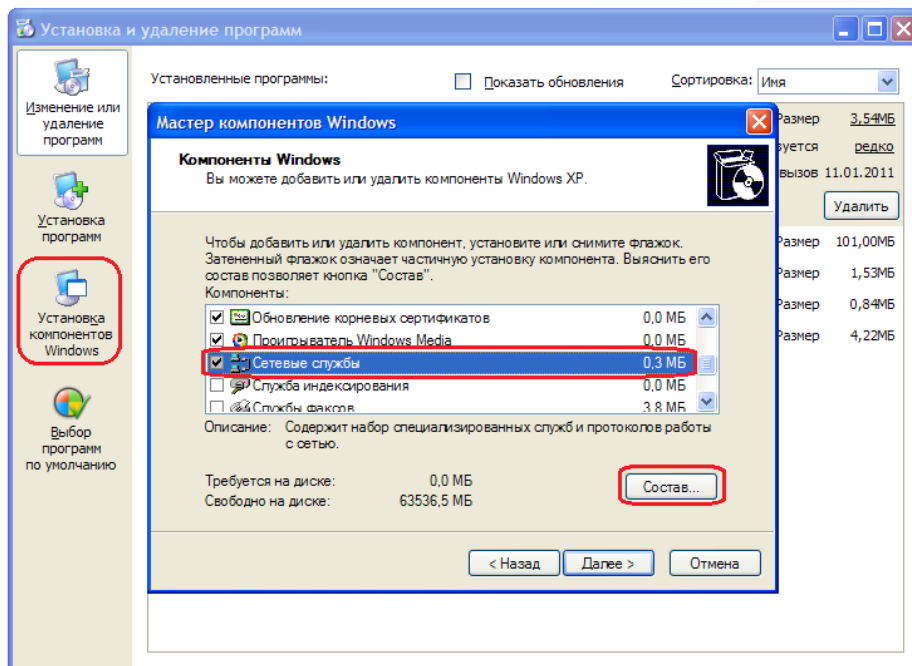 Установка и удаление программ
Изменение или
удаление
программ
Установка
программ
Установка
компонентов
Windows
Выбор
программ
по умолчанию
Установленные программы:
Показать обновления
Сортировка: Имя
Размер 3,54МБ
зуется редко
вызов 11.01.2011
Удалить
Размер 101,00МБ
Размер 1,53МБ
Размер 0,84МБ
Размер 4,22МБ
Мастер компонентов Windows
Компоненты Windows
Вы можете добавить или удалить компоненты Windows XP.
Чтобы добавить или удалить компонент, установите или снимите флажок.
Затененный флажок означает частичную установку компонента. Выяснить его
состав позволяет кнопка "Состав".
Компоненты:
Обновление корневых сертификатов 0,0 МБ
Проигрыватель Windows Media 0,0 МБ
Сетевые службы 0,3 МБ
Служба индексирования 0,0 МБ
Службы факсов 3,8 МБ
Описание: Содержит набор специализированных служб и протоколов работы
с сетью.
Требуется на диске: 0,0 МБ
Свободно на диске: 63536,5 МБ
Состав...
< Назад
Далее >
Отмена